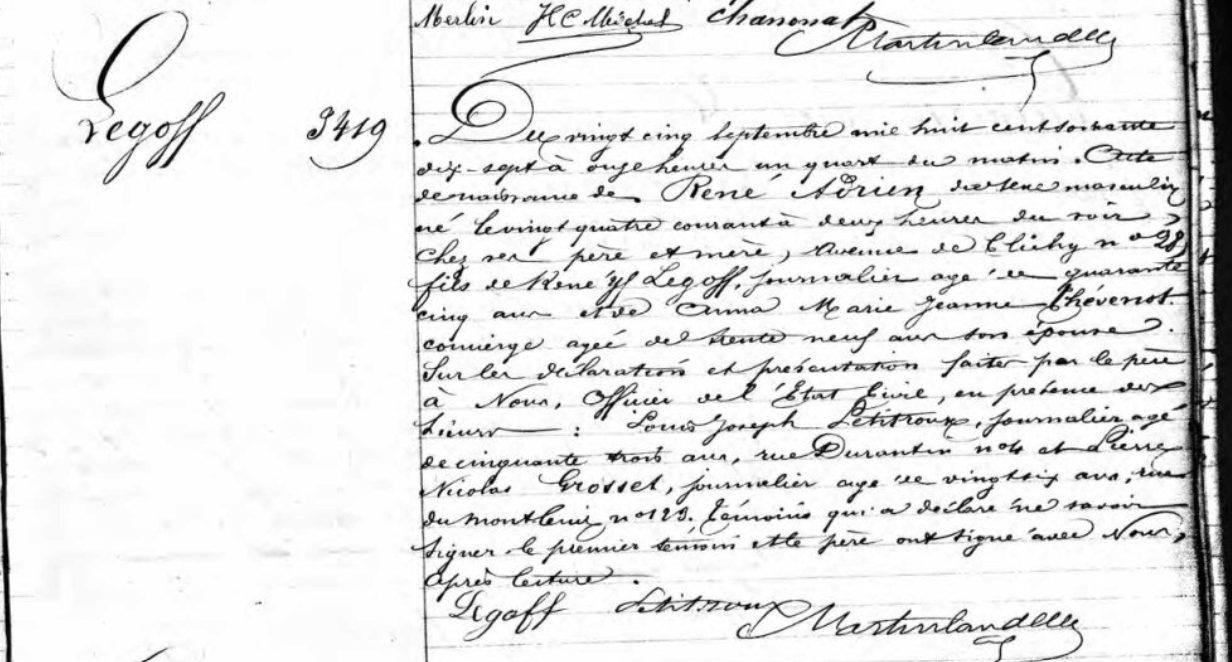 Merlin H C Michel Chanonat
Martinlandelle
Legoff 3419
Du vingt cinq Septembre mil huit cent soixante
dix-sept à onze heures un quart du matin. Acte
de naissance de René Adrien du sexe masculin
né le vingt quatre courant à deux heures du soir,
chez ses père et mère, Avenue de Clichy n° 28,
fils de René Legoff, journalier agé de quarante
cinq ans et de Anna Marie Jeanne Thévenot
concierge agée de trente neuf ans son épouse.
Sur les déclaration et présentation faites par le père
à Nous, Officier de l'Etat Civil, en présence des
Sieurs : Louis Joseph Petitroux, journalier agé
de cinquante trois ans, rue Durantin n° et Pierre
Nicolas Grosset, journalier agé de vingt six ans, rue
du montCenis n° 123. Témoins qui a déclaré ne savoir
signer le premier témoin et le père ont signé avec Nous,
après lecture.
Legoff Petitroux Martinlandelle